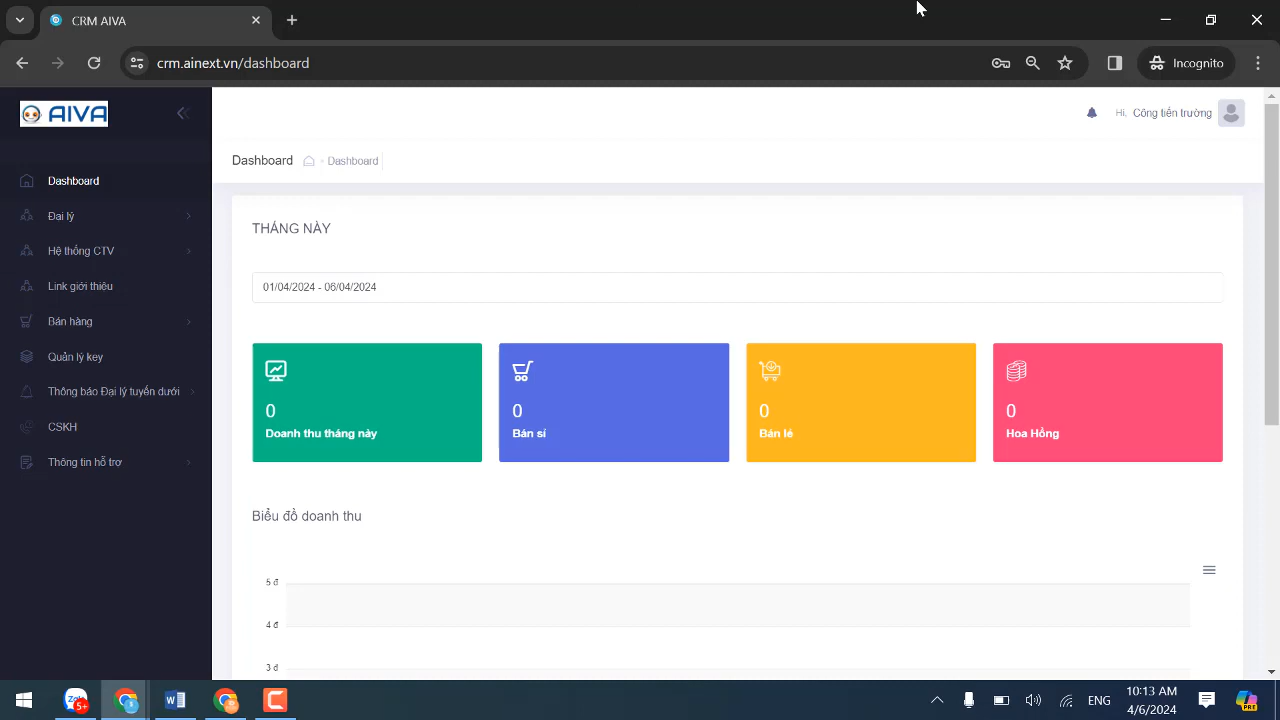 CRM AIVA
crm.ainext.vn/dashboard
Incognito
AIVA
Hi, Công tiến trường
Dashboard
Dashboard
Dashboard
Đại lý
Hệ thống CTV
Link giới thiệu
Bán hàng
Quản lý key
Thông báo Đại lý tuyến dưới
CSKH
Thông tin hỗ trợ
THÁNG NÀY
01/04/2024 - 06/04/2024
0
Doanh thu tháng này
0
Bán sỉ
0
Bán lẻ
0
Hoa Hồng
Biểu đồ doanh thu
5 đ
4 đ
3 đ
Zalo
5+
ENG
10:13 AM
4/6/2024
PRE